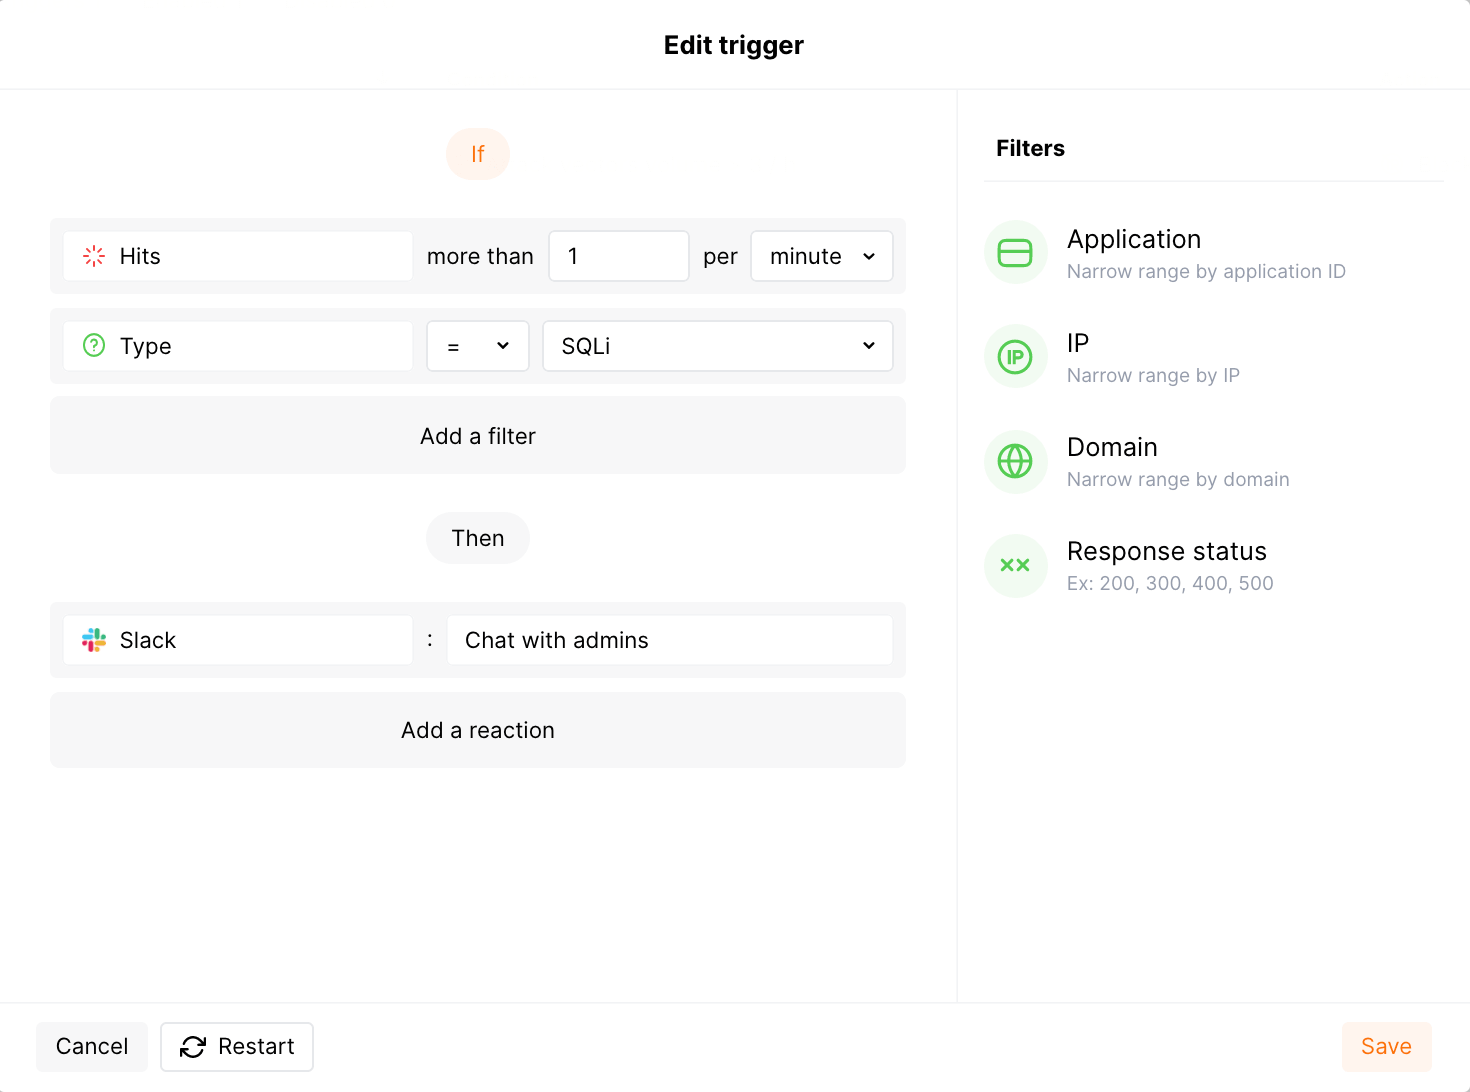 Edit trigger
If
Hits more than 1 per minute
Type = SQLi
Add a filter
Then
Slack : Chat with admins
Add a reaction
Filters
Application
Narrow range by application ID
IP
IP
Narrow range by IP
Domain
Narrow range by domain
Response status
Ex: 200, 300, 400, 500
Cancel Restart Save